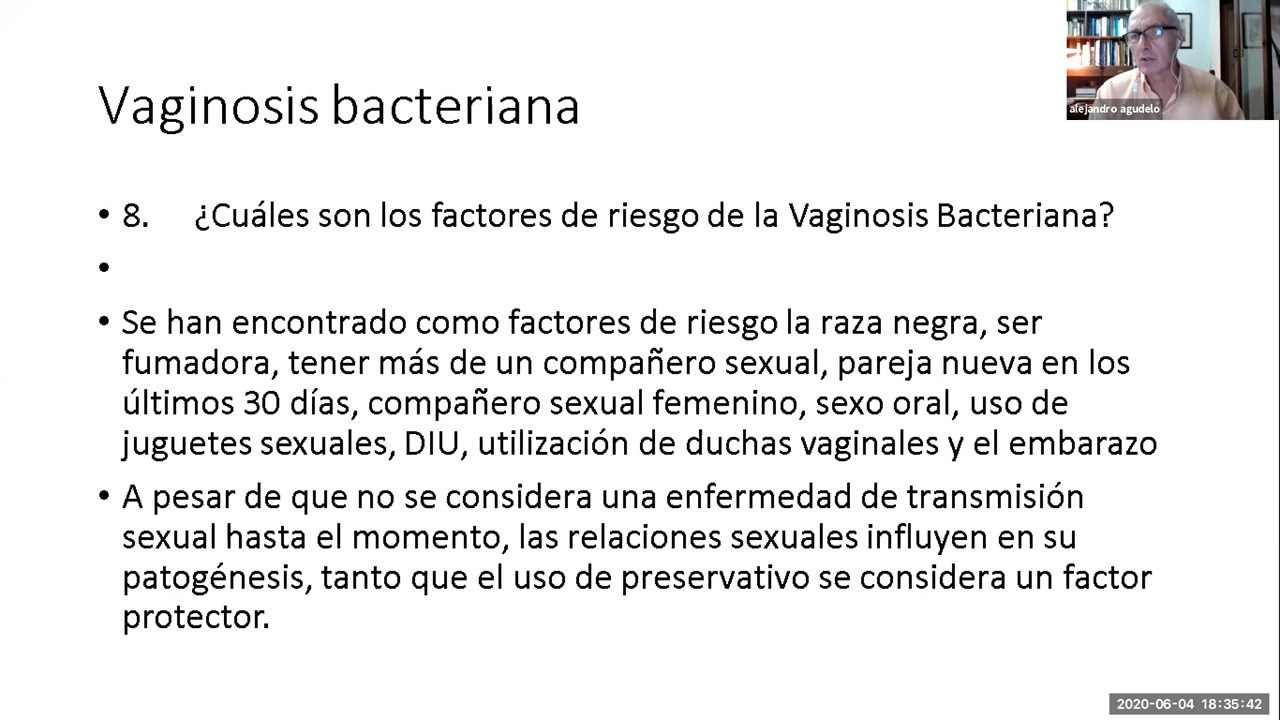 Vaginosis bacteriana
alejandro agudelo
• 8. ¿Cuáles son los factores de riesgo de la Vaginosis Bacteriana?
•
• Se han encontrado como factores de riesgo la raza negra, ser
fumadora, tener más de un compañero sexual, pareja nueva en los
últimos 30 días, compañero sexual femenino, sexo oral, uso de
juguetes sexuales, DIU, utilización de duchas vaginales y el embarazo
• A pesar de que no se considera una enfermedad de transmisión
sexual hasta el momento, las relaciones sexuales influyen en su
patogénesis, tanto que el uso de preservativo se considera un factor
protector.
2020-06-04 18:35:42